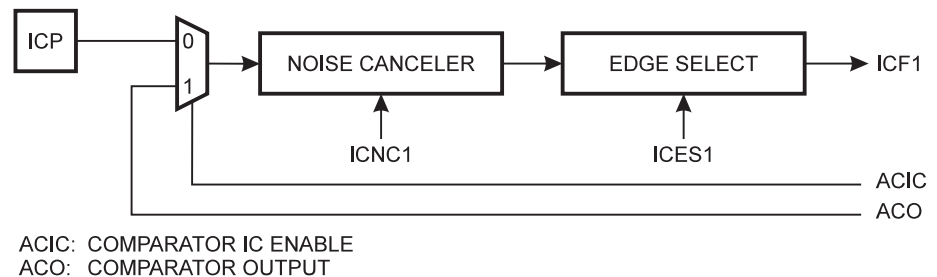 ICP
0
1
NOISE CANCELER
EDGE SELECT
ICF1
ICNC1
ICES1
ACIC
ACO
ACIC: COMPARATOR IC ENABLE
ACO: COMPARATOR OUTPUT